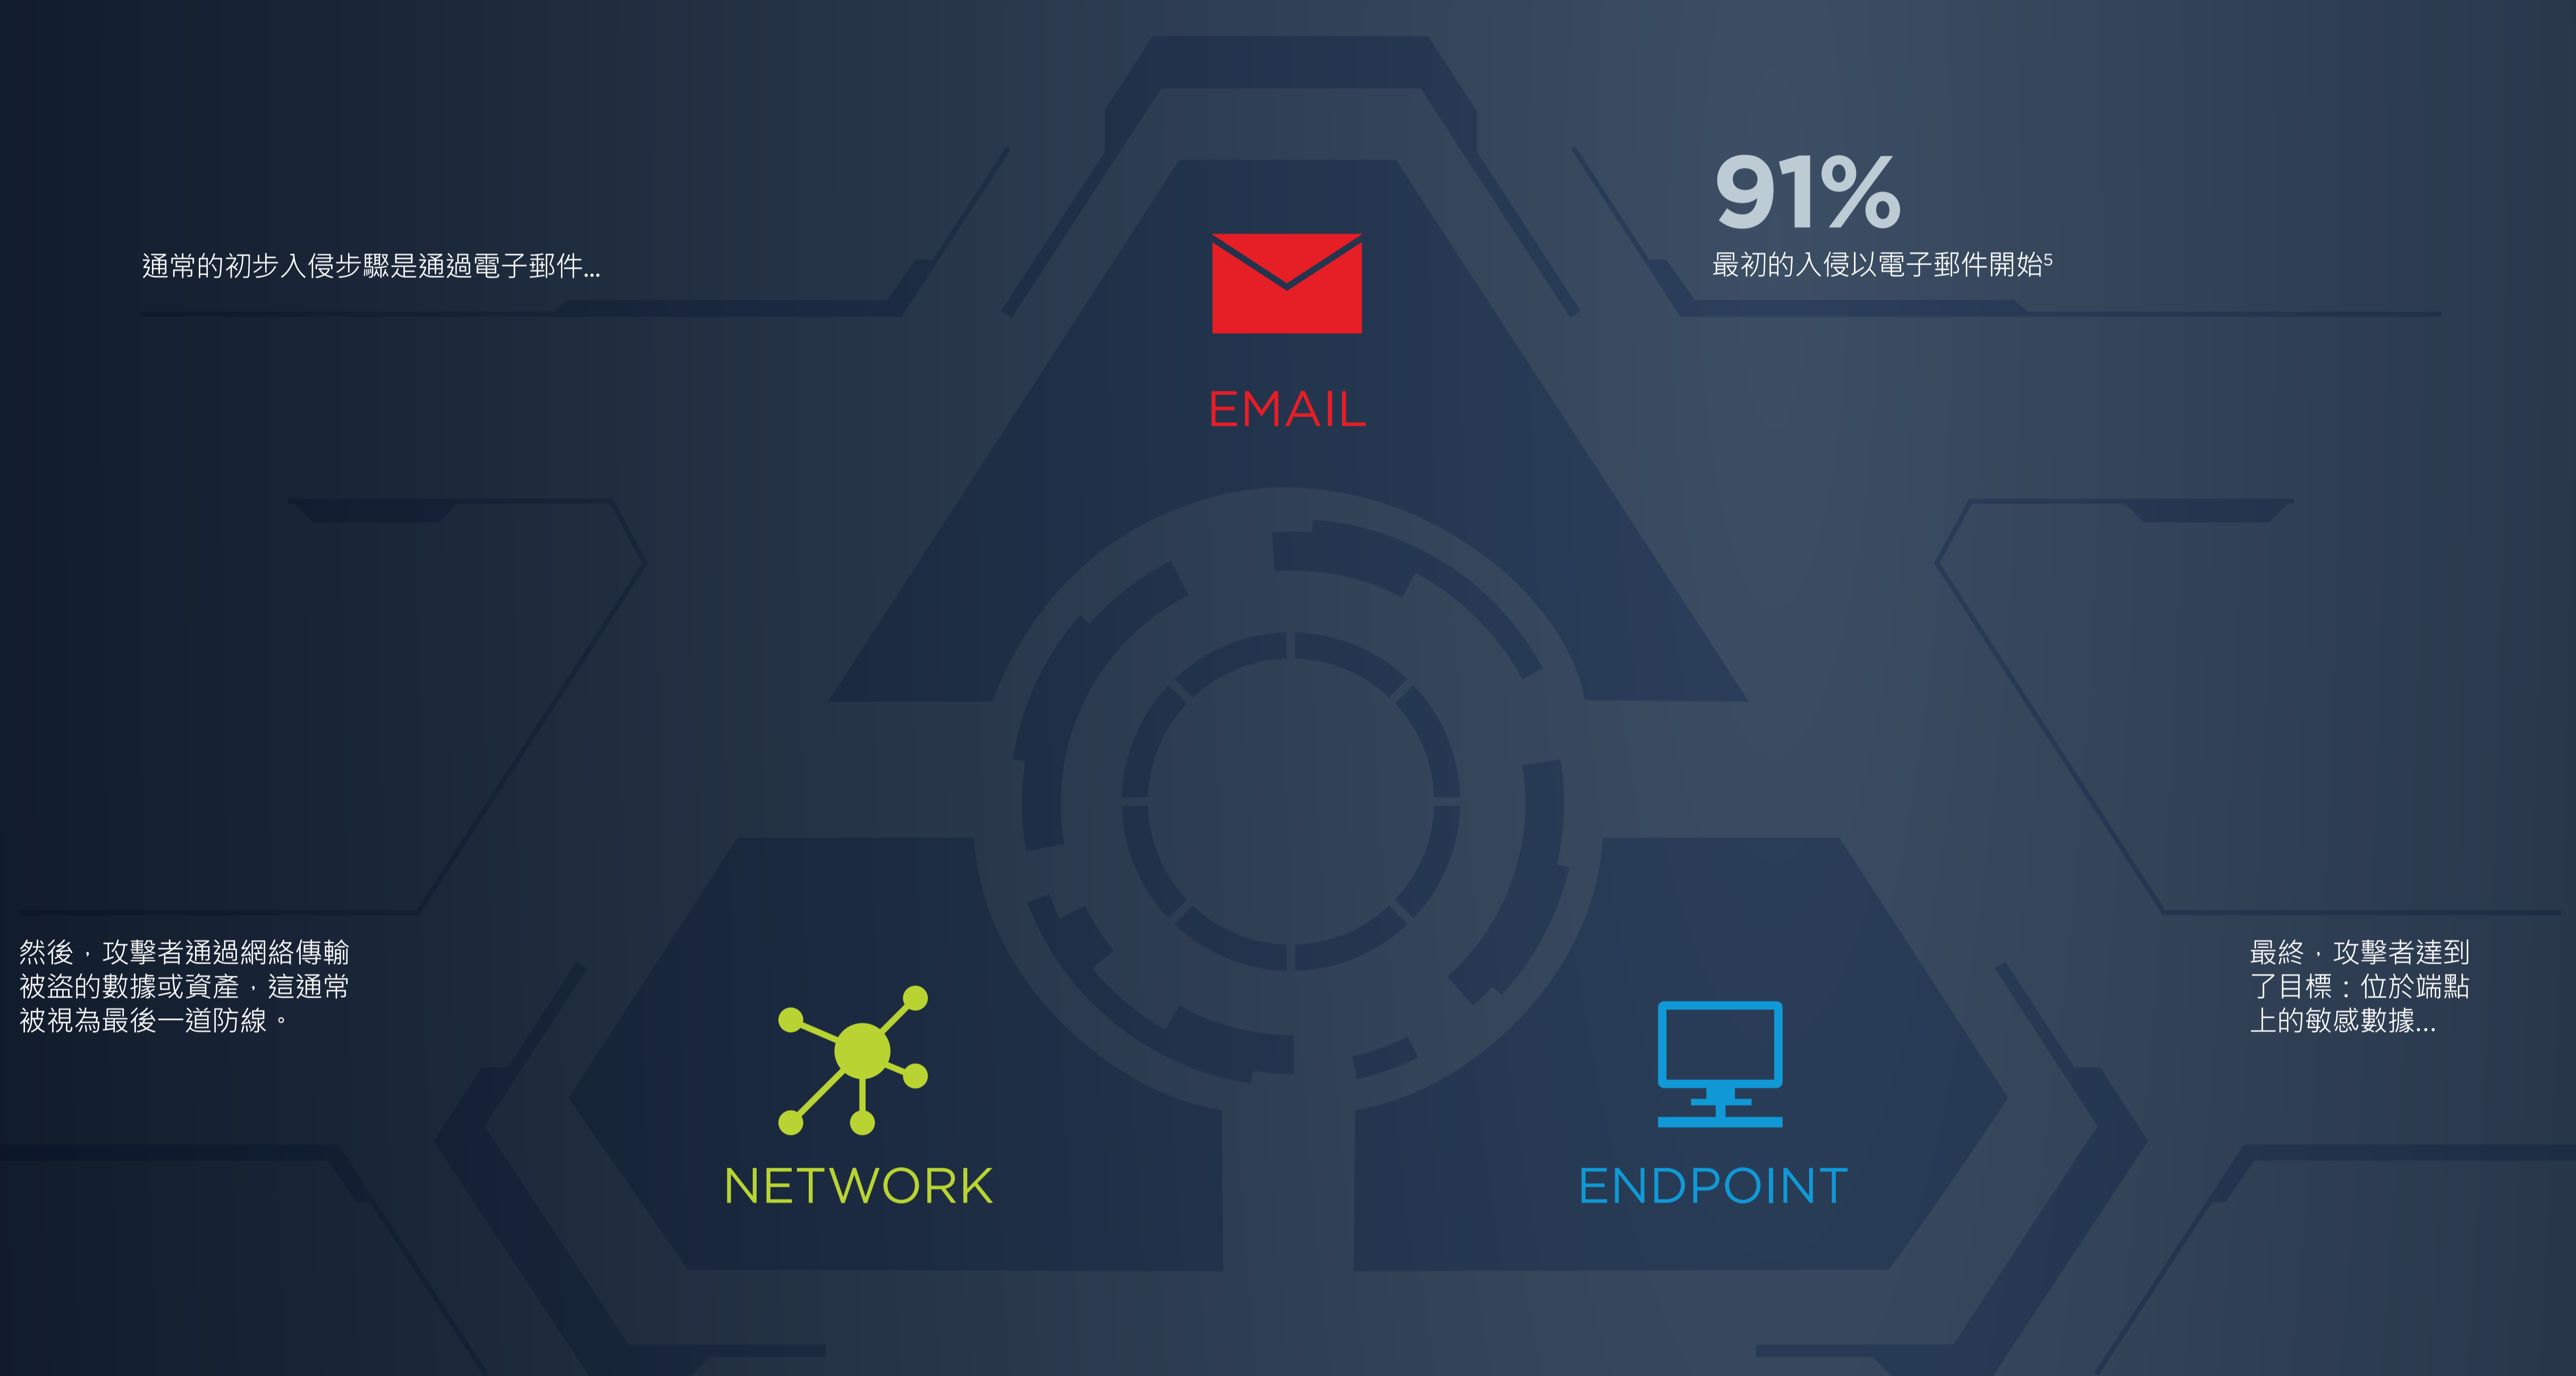 通常的初步入侵步驟是通過電子郵件...
91%
最初的入侵以電子郵件開始⁵
EMAIL
然後，攻擊者通過網絡傳輸
被盜的數據或資產，這通常
被視為最後一道防線。
NETWORK
ENDPOINT
最終，攻擊者達到
了目標：位於端點
上的敏感數據...